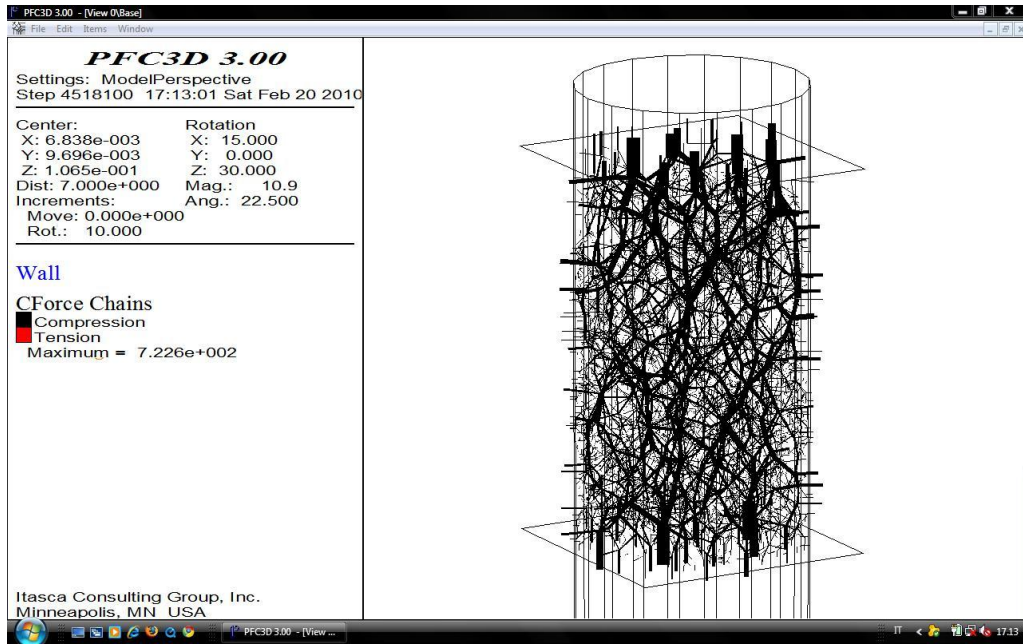 PFC3D 3.00 - [View 0\Base]
File Edit Items Window
PFC3D 3.00
Settings: ModelPerspective
Step 4518100 17:13:01 Sat Feb 20 2010
Center: Rotation
X: 6.838e-003 X: 15.000
Y: 9.696e-003 Y: 0.000
Z: 1.065e-001 Z: 30.000
Dist: 7.000e+000 Mag.: 10.9
Increments: Ang.: 22.500
Move: 0.000e+000
Rot.: 10.000
Wall
CForce Chains
Compression
Tension
Maximum = 7.226e+002
Itasca Consulting Group, Inc.
Minneapolis, MN USA
PFC3D 3.00 - [View ... IT 17.13